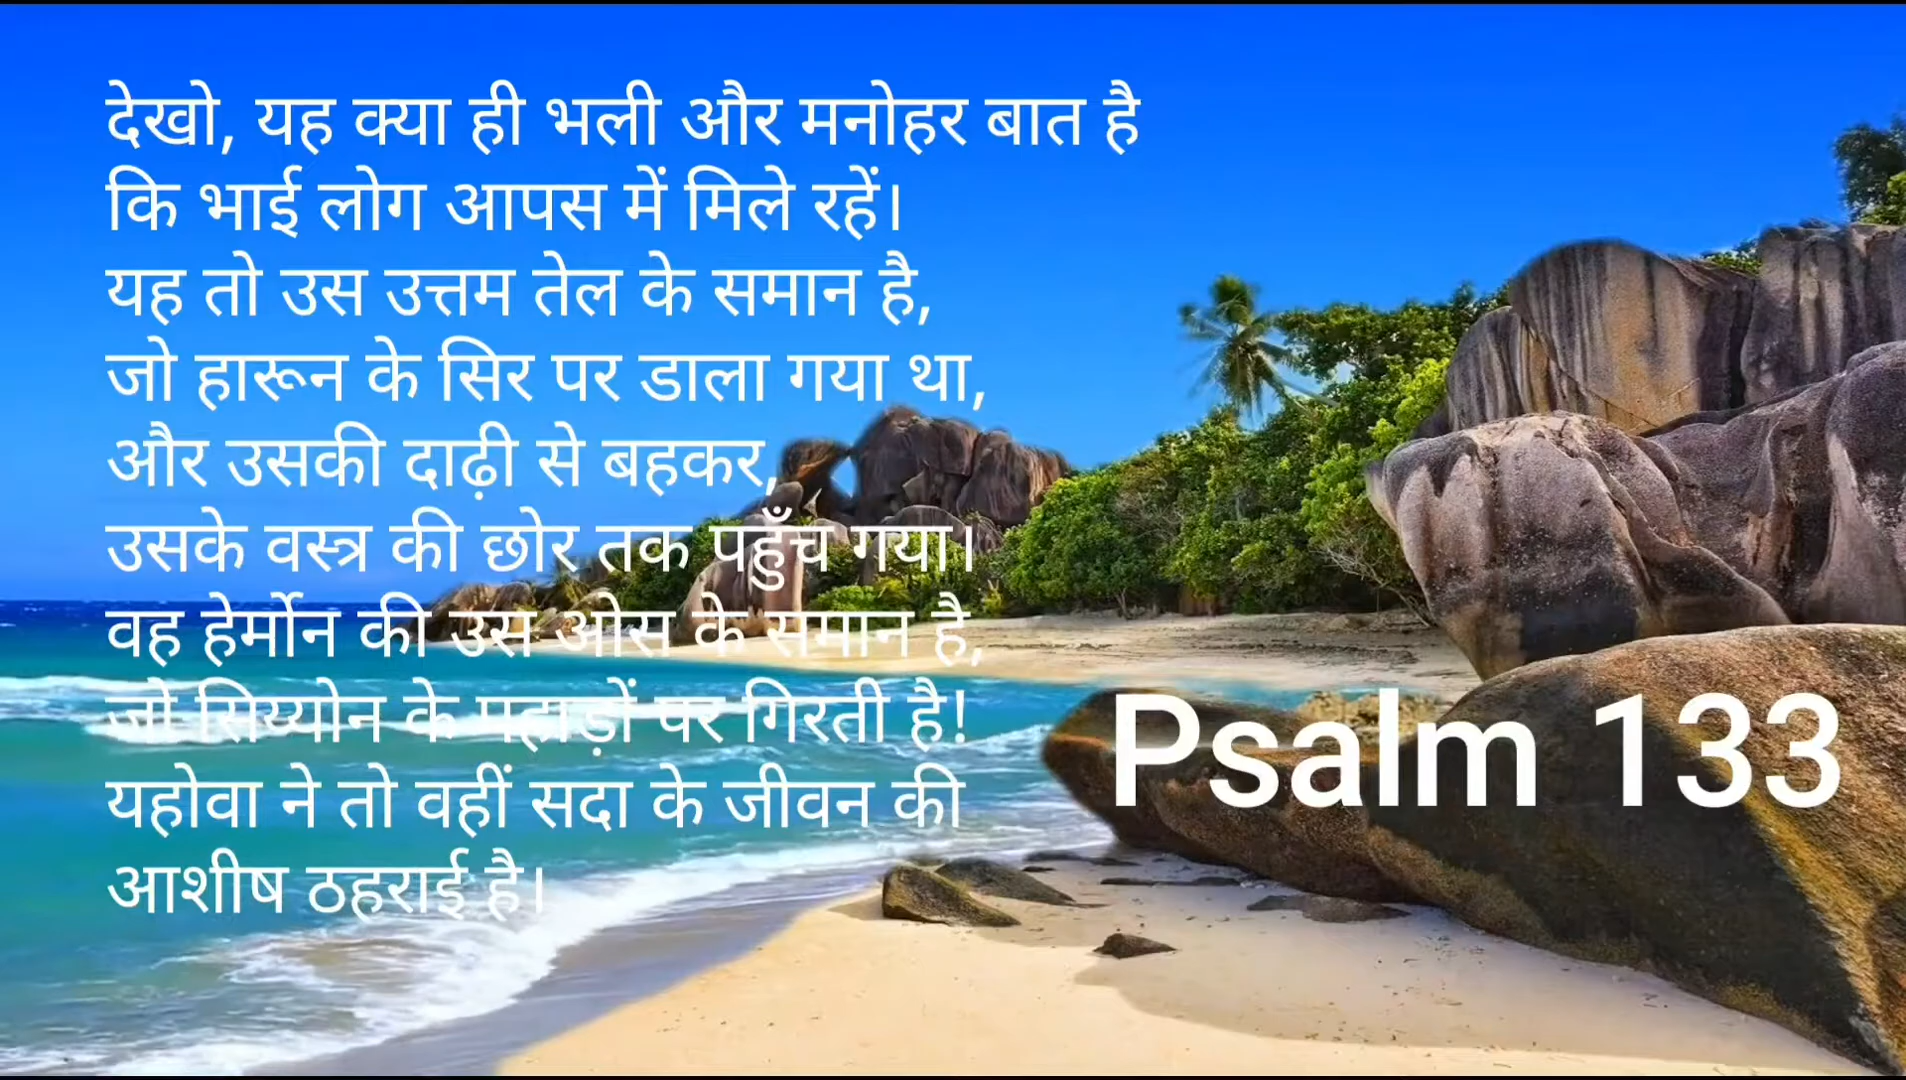 देखो, यह क्या ही भली और मनोहर बात है
कि भाई लोग आपस में मिले रहें।
यह तो उस उत्तम तेल के समान है,
जो हारून के सिर पर डाला गया था,
और उसकी दाढ़ी से बहकर,
उसके वस्त्र की छोर तक पहुँच गया।
वह हेर्मोन की उस ओस के समान है,
जो सिय्योन के पहाड़ों पर गिरती है!
यहोवा ने तो वहीं सदा के जीवन की
आशीष ठहराई है।
Psalm 133